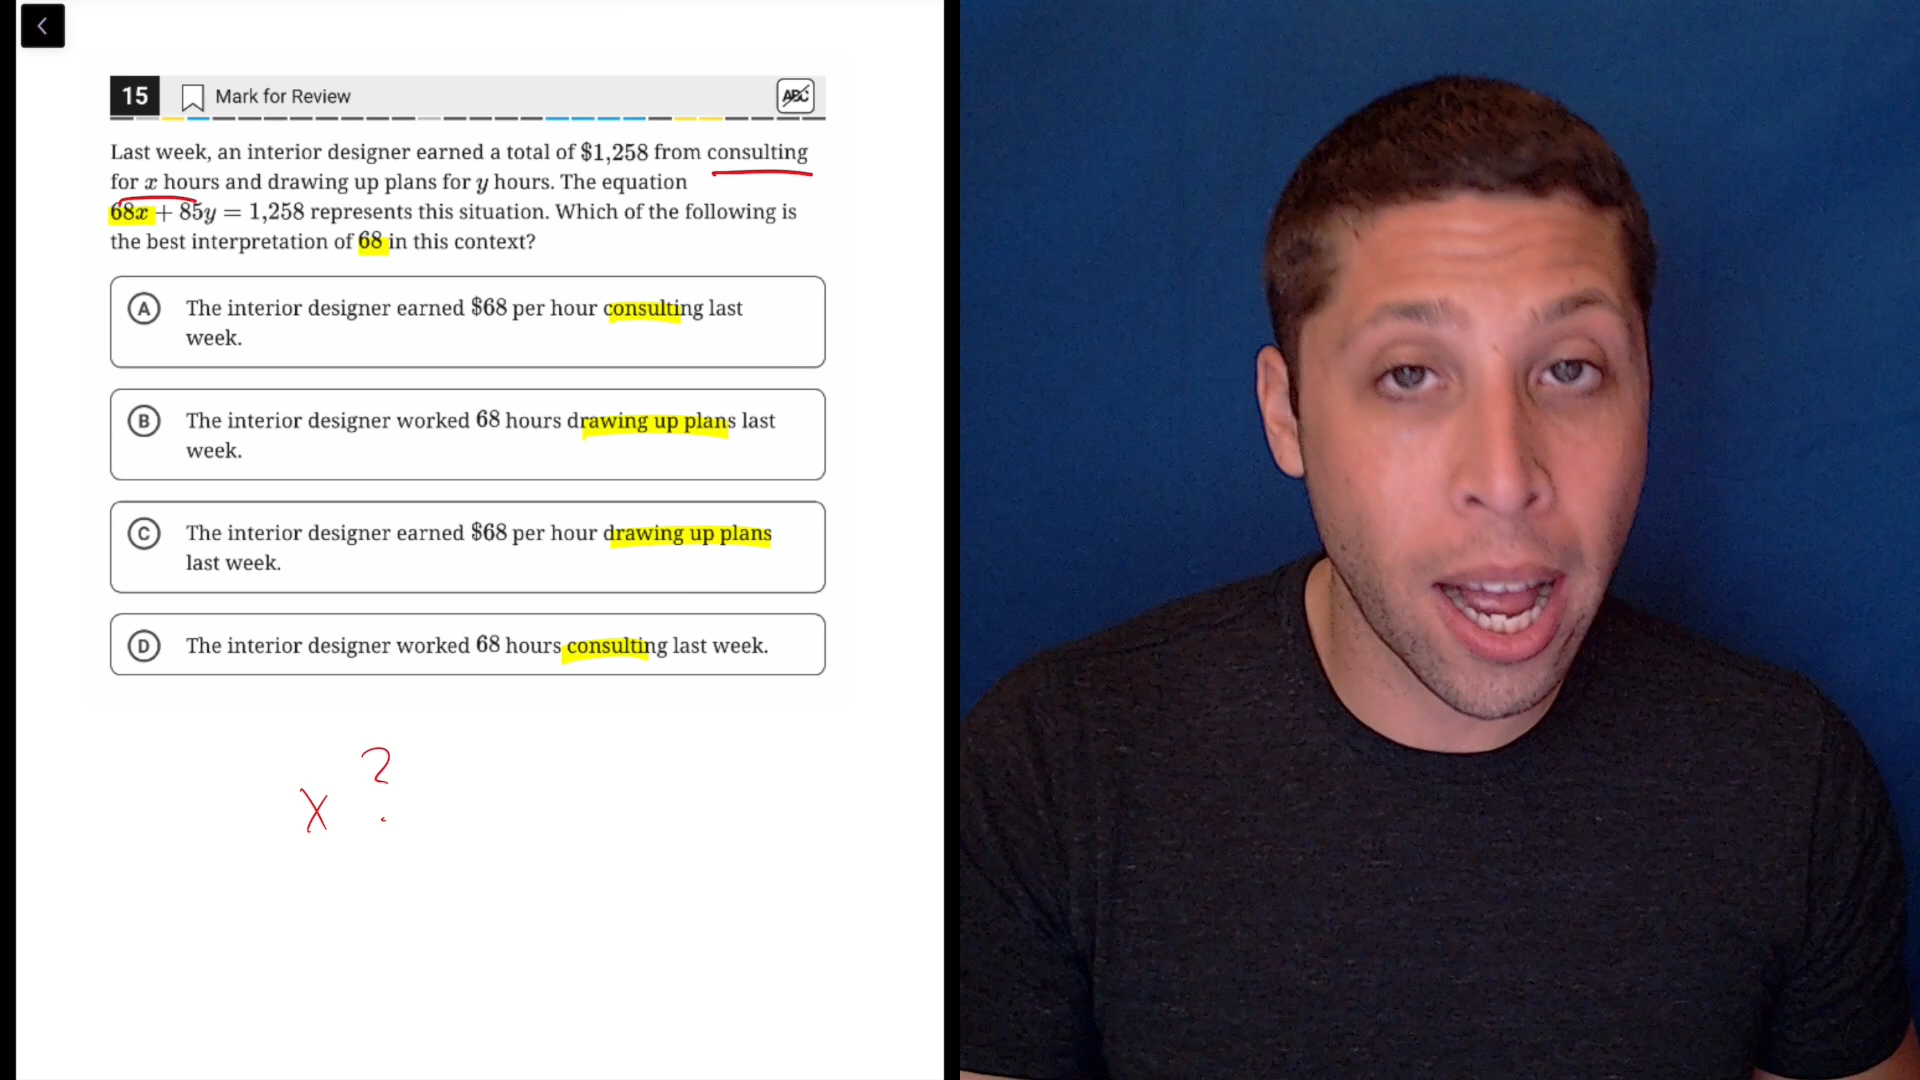 15 Mark for Review ABC
Last week, an interior designer earned a total of $1,258 from consulting
for x hours and drawing up plans for y hours. The equation
68x + 85y = 1,258 represents this situation. Which of the following is
the best interpretation of 68 in this context?
A The interior designer earned $68 per hour consulting last
week.
B The interior designer worked 68 hours drawing up plans last
week.
C The interior designer earned $68 per hour drawing up plans
last week.
D The interior designer worked 68 hours consulting last week.
x ?